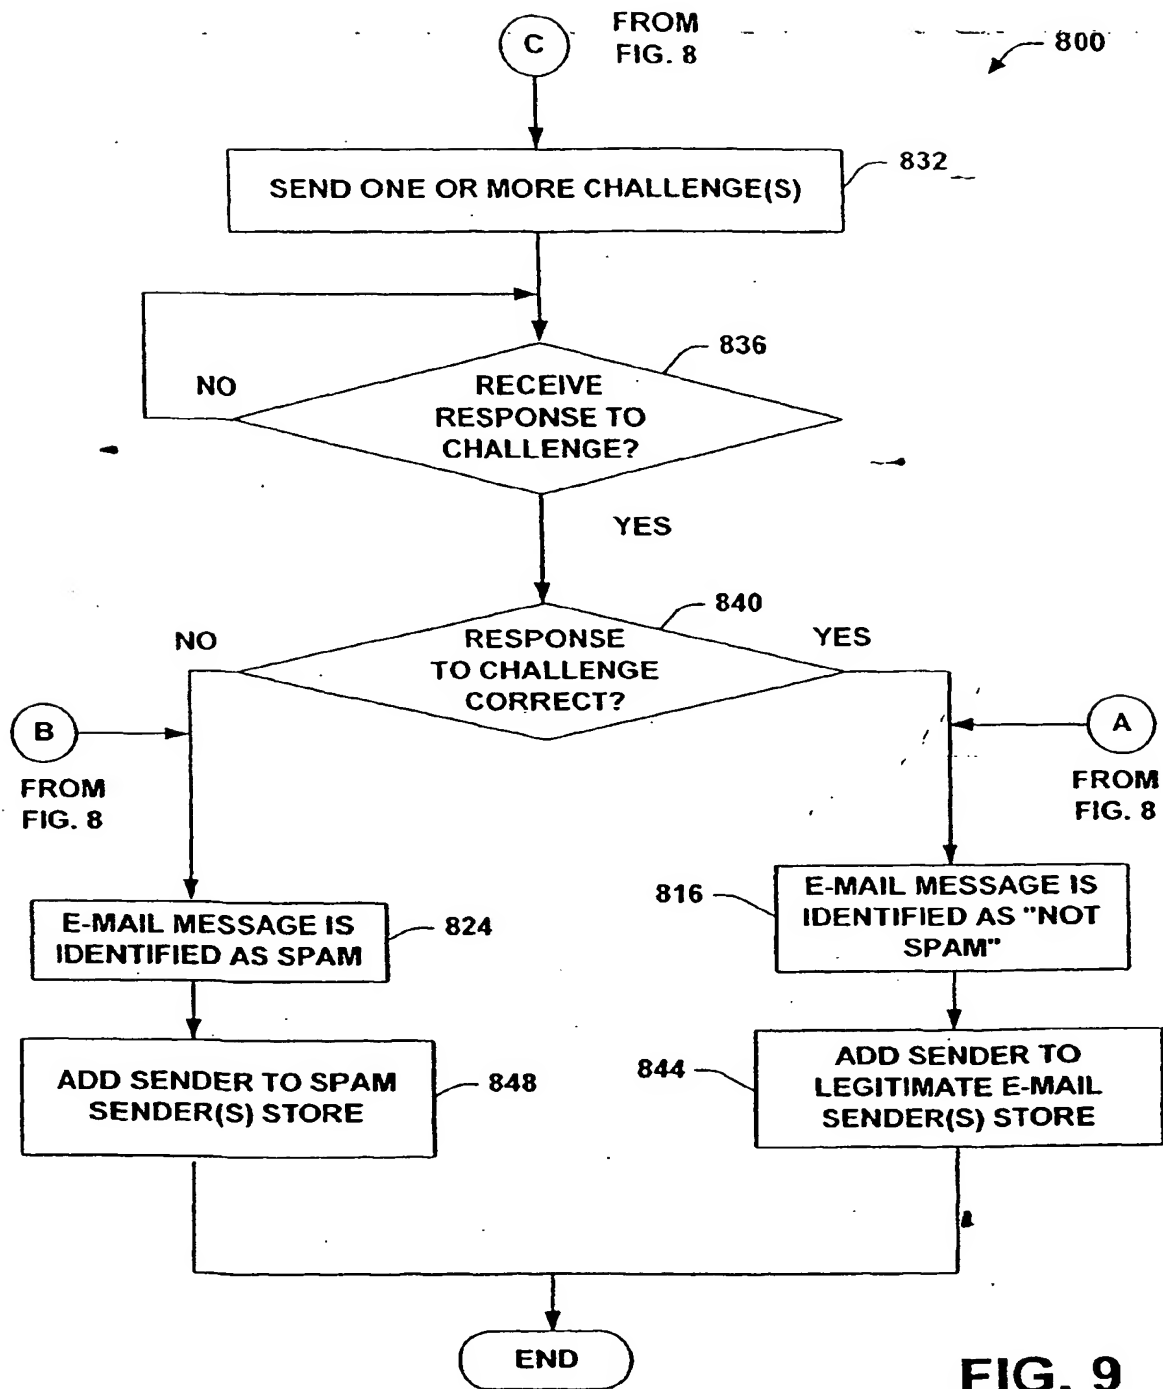 C
FROM
FIG. 8
800
SEND ONE OR MORE CHALLENGE(S)
832
836
NO
RECEIVE
RESPONSE TO
CHALLENGE?
YES
840
NO
RESPONSE
TO CHALLENGE
CORRECT?
YES
B
FROM
FIG. 8
A
FROM
FIG. 8
E-MAIL MESSAGE IS
IDENTIFIED AS SPAM
824
816
E-MAIL MESSAGE IS
IDENTIFIED AS "NOT
SPAM"
ADD SENDER TO SPAM
SENDER(S) STORE
848
844
ADD SENDER TO
LEGITIMATE E-MAIL
SENDER(S) STORE
END
FIG. 9